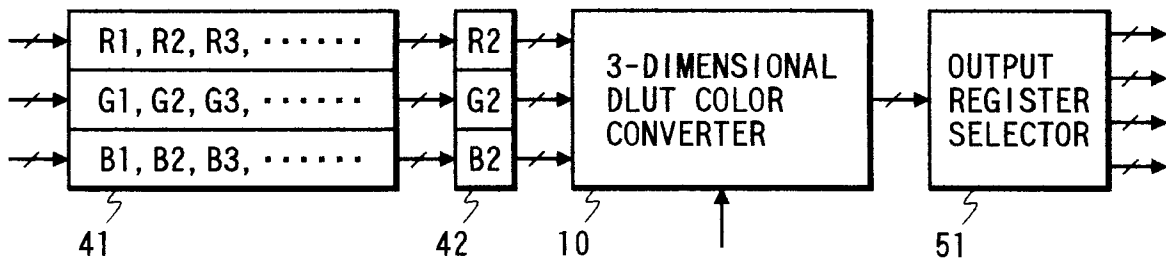 R1, R2, R3, ······
G1, G2, G3, ······
B1, B2, B3, ······
R2
G2
B2
3-DIMENSIONAL
DLUT COLOR
CONVERTER
OUTPUT
REGISTER
SELECTOR
41
42
10
51